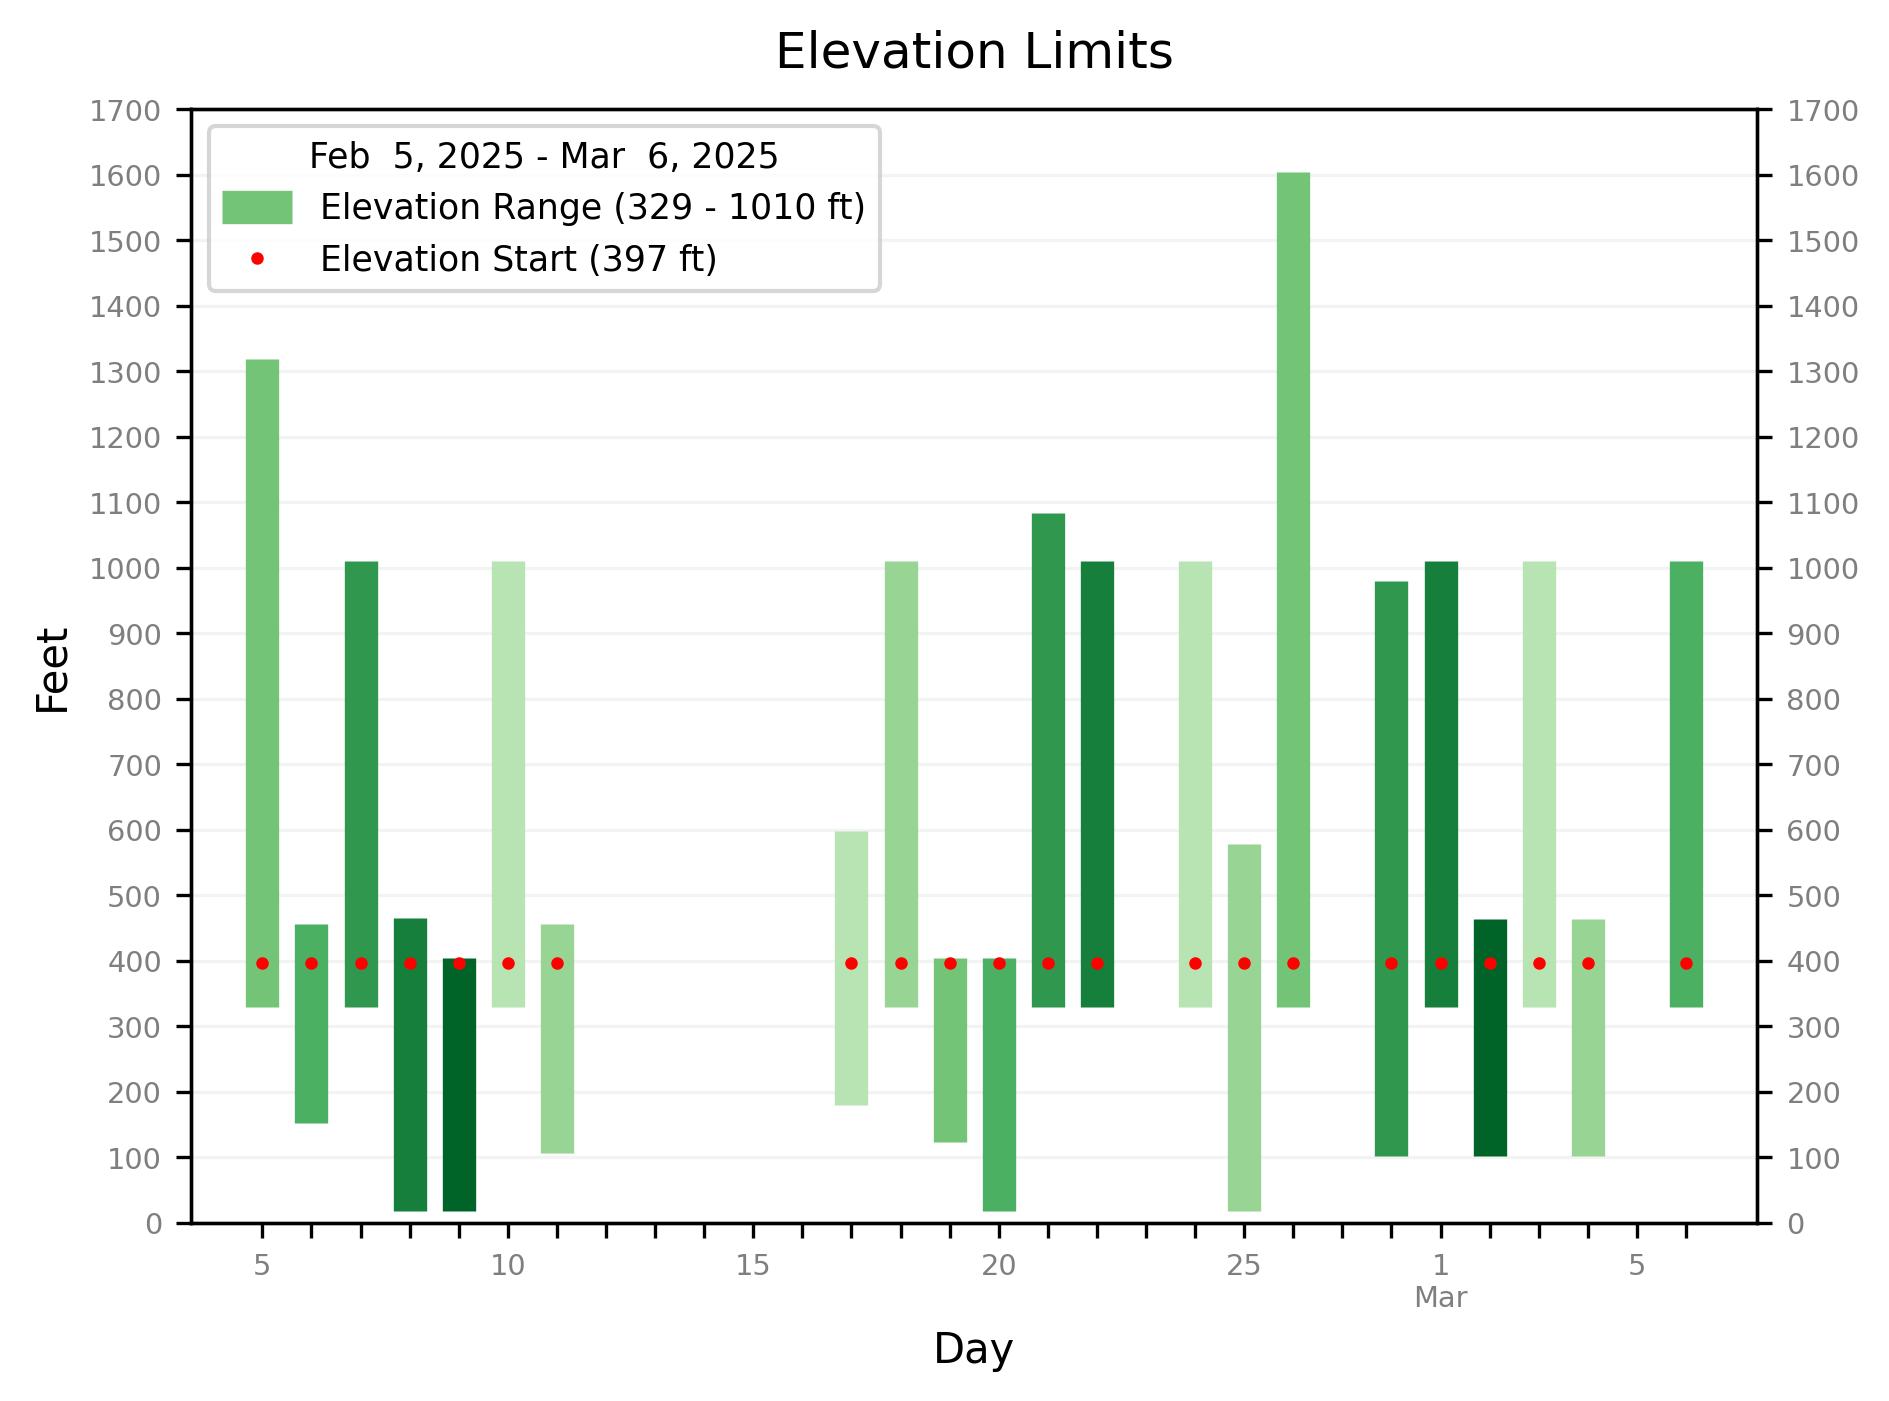 Elevation Limits
Feb  5, 2025 - Mar  6, 2025
Elevation Range (329 - 1010 ft)
Elevation Start (397 ft)
1700 1700
1600 1600
1500 1500
1400 1400
1300 1300
1200 1200
1100 1100
1000 1000
900 900
800 800
700 700
600 600
500 500
400 400
300 300
200 200
100 100
0 0
Feet
5 10 15 20 25 1 5
Mar
Day